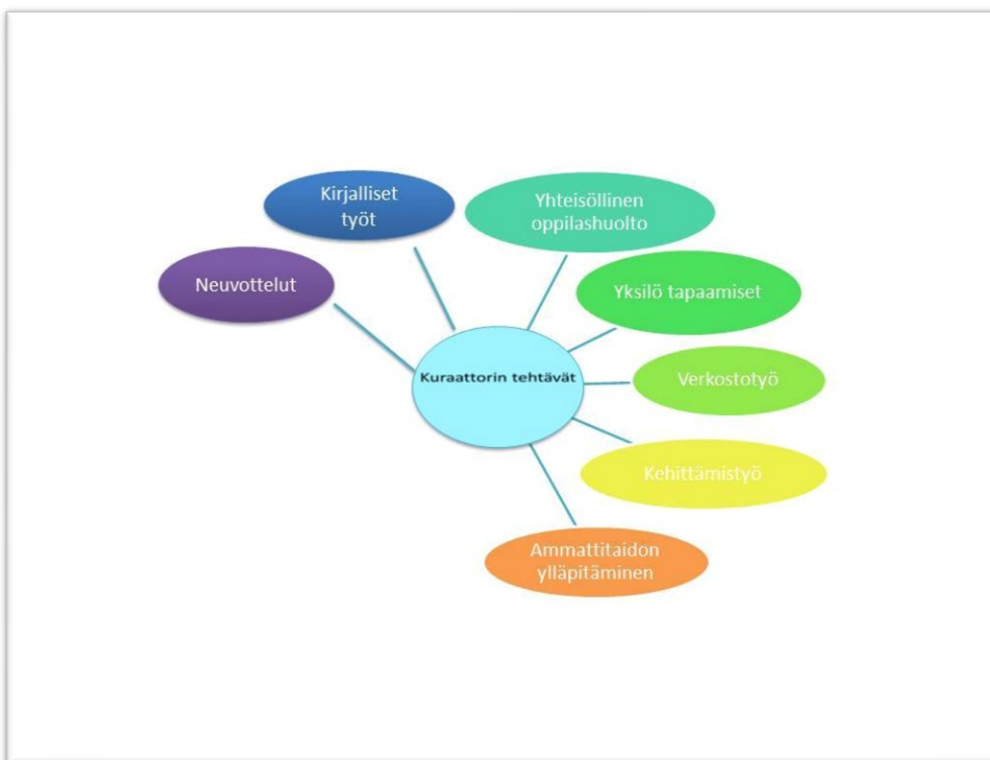 Kirjalliset
työt
Yhteisöllinen
oppilashuolto
Neuvottelut
Yksilö tapaamiset
Kuraattorin tehtävät
Verkostotyö
Kehittämistyö
Ammattitaidon
ylläpitäminen